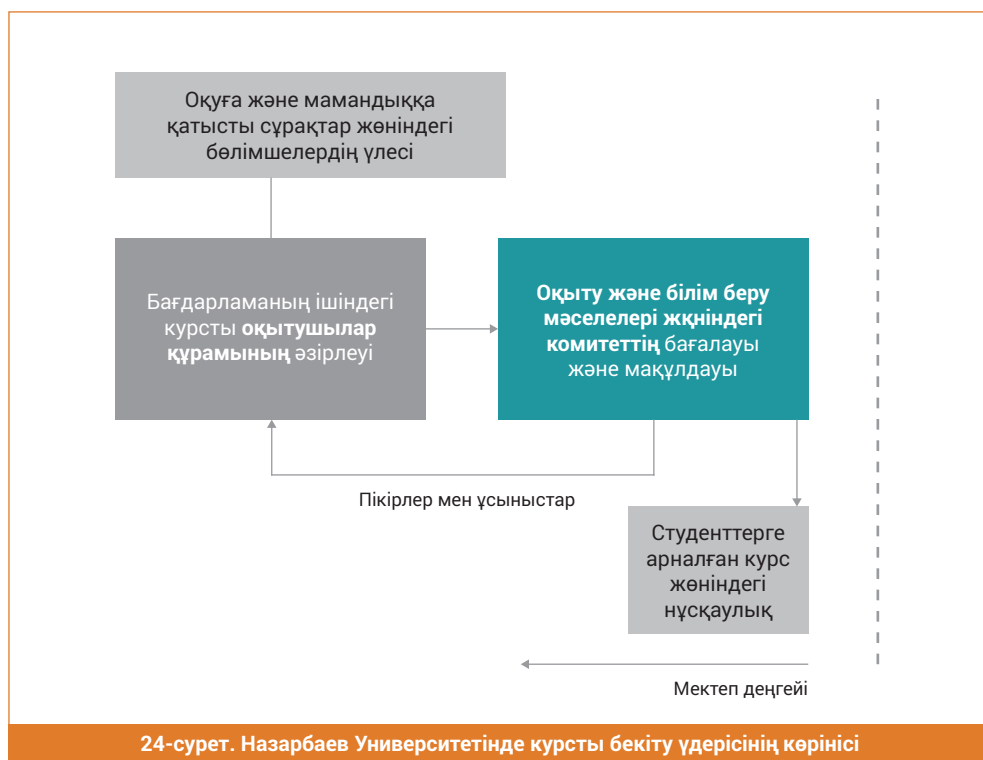 Оқуға және мамандыққа
қатысты сұрақтар жөніндегі
бөлімшелердің үлесі
Бағдарламаның ішіндегі
курсты оқытушылар
құрамының әзірлеуі
Оқыту және білім беру
мәселелері жқніндегі
комитеттің бағалауы
және мақұлдауы
Пікірлер мен ұсыныстар
Студенттерге
арналған курс
жөніндегі
нұсқаулық
Мектеп деңгейі
24-сурет. Назарбаев Университетінде курсты бекіту үдерісінің көрінісі